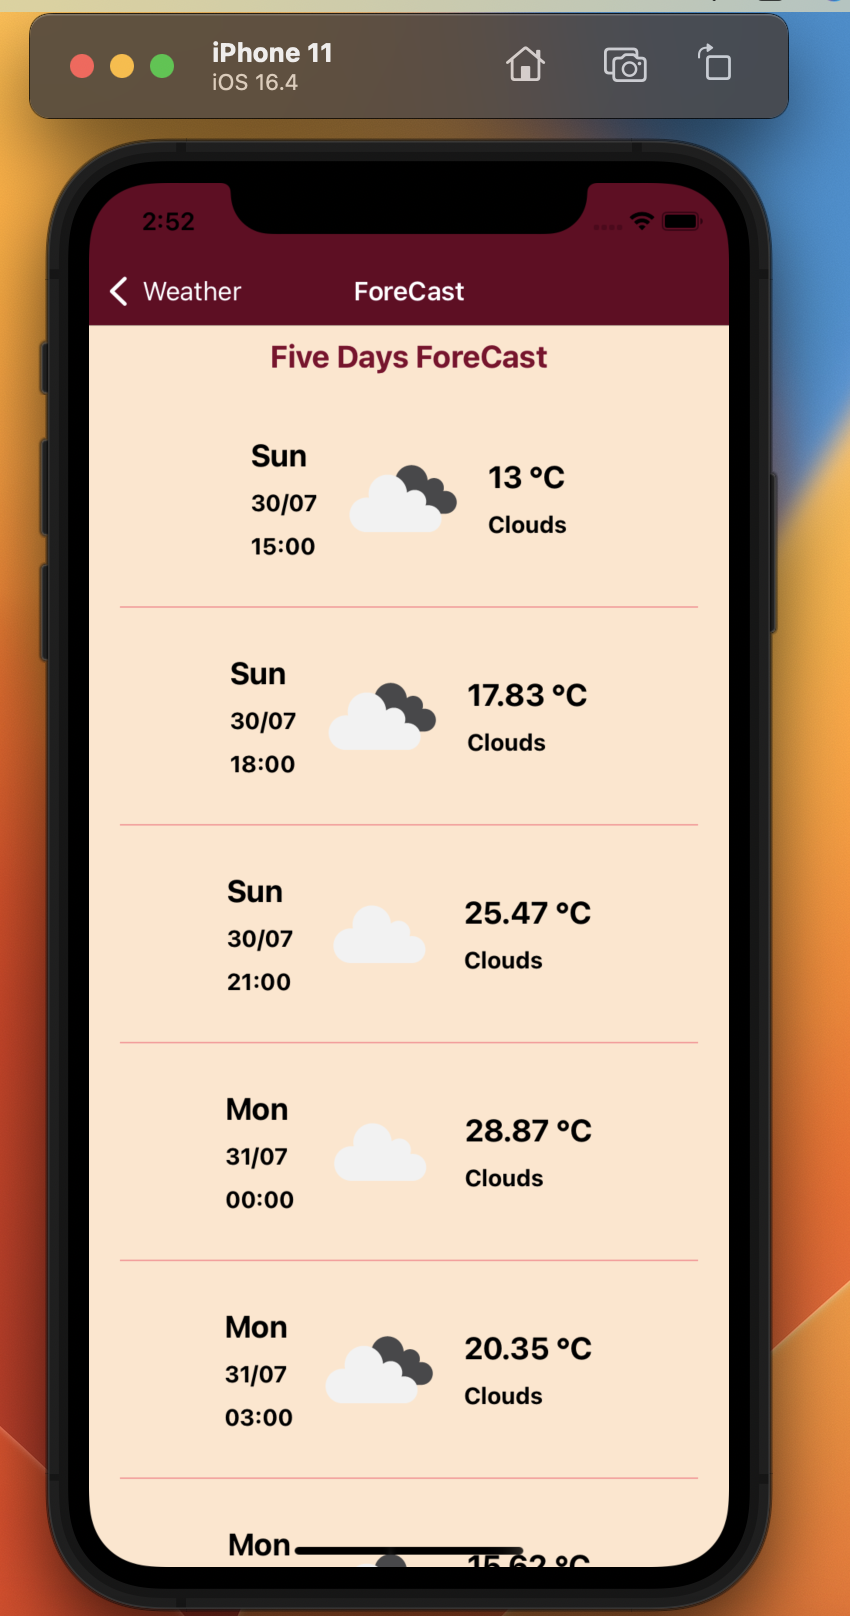 iPhone 11
iOS 16.4
2:52
Weather
ForeCast
Five Days ForeCast
Sun
30/07
15:00
13 °C
Clouds
Sun
30/07
18:00
17.83 °C
Clouds
Sun
30/07
21:00
25.47 °C
Clouds
Mon
31/07
00:00
28.87 °C
Clouds
Mon
31/07
03:00
20.35 °C
Clouds
Mon
15.62 °C